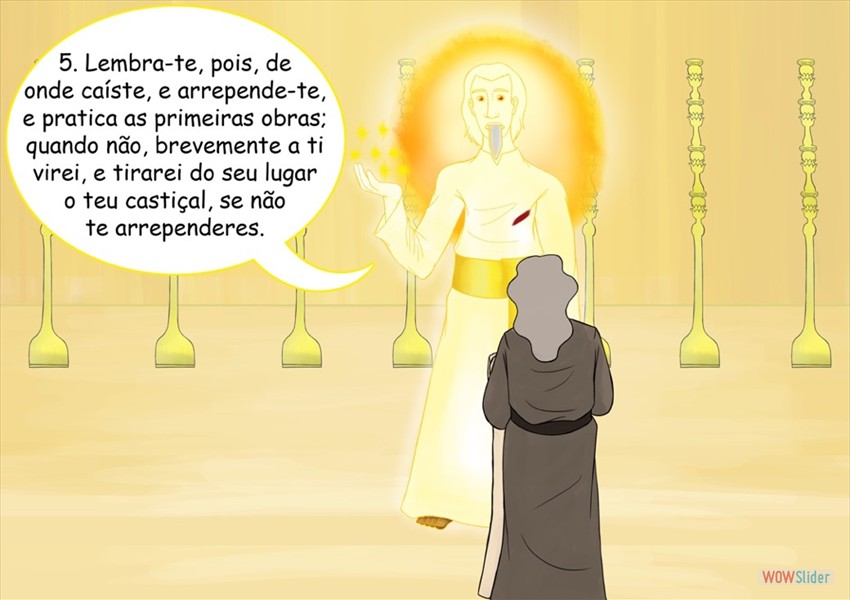 5. Lembra-te, pois, de
onde caíste, e arrepende-te,
e pratica as primeiras obras;
quando não, brevemente a ti
virei, e tirarei do seu lugar
o teu castiçal, se não
te arrependeres.
WOWSlider